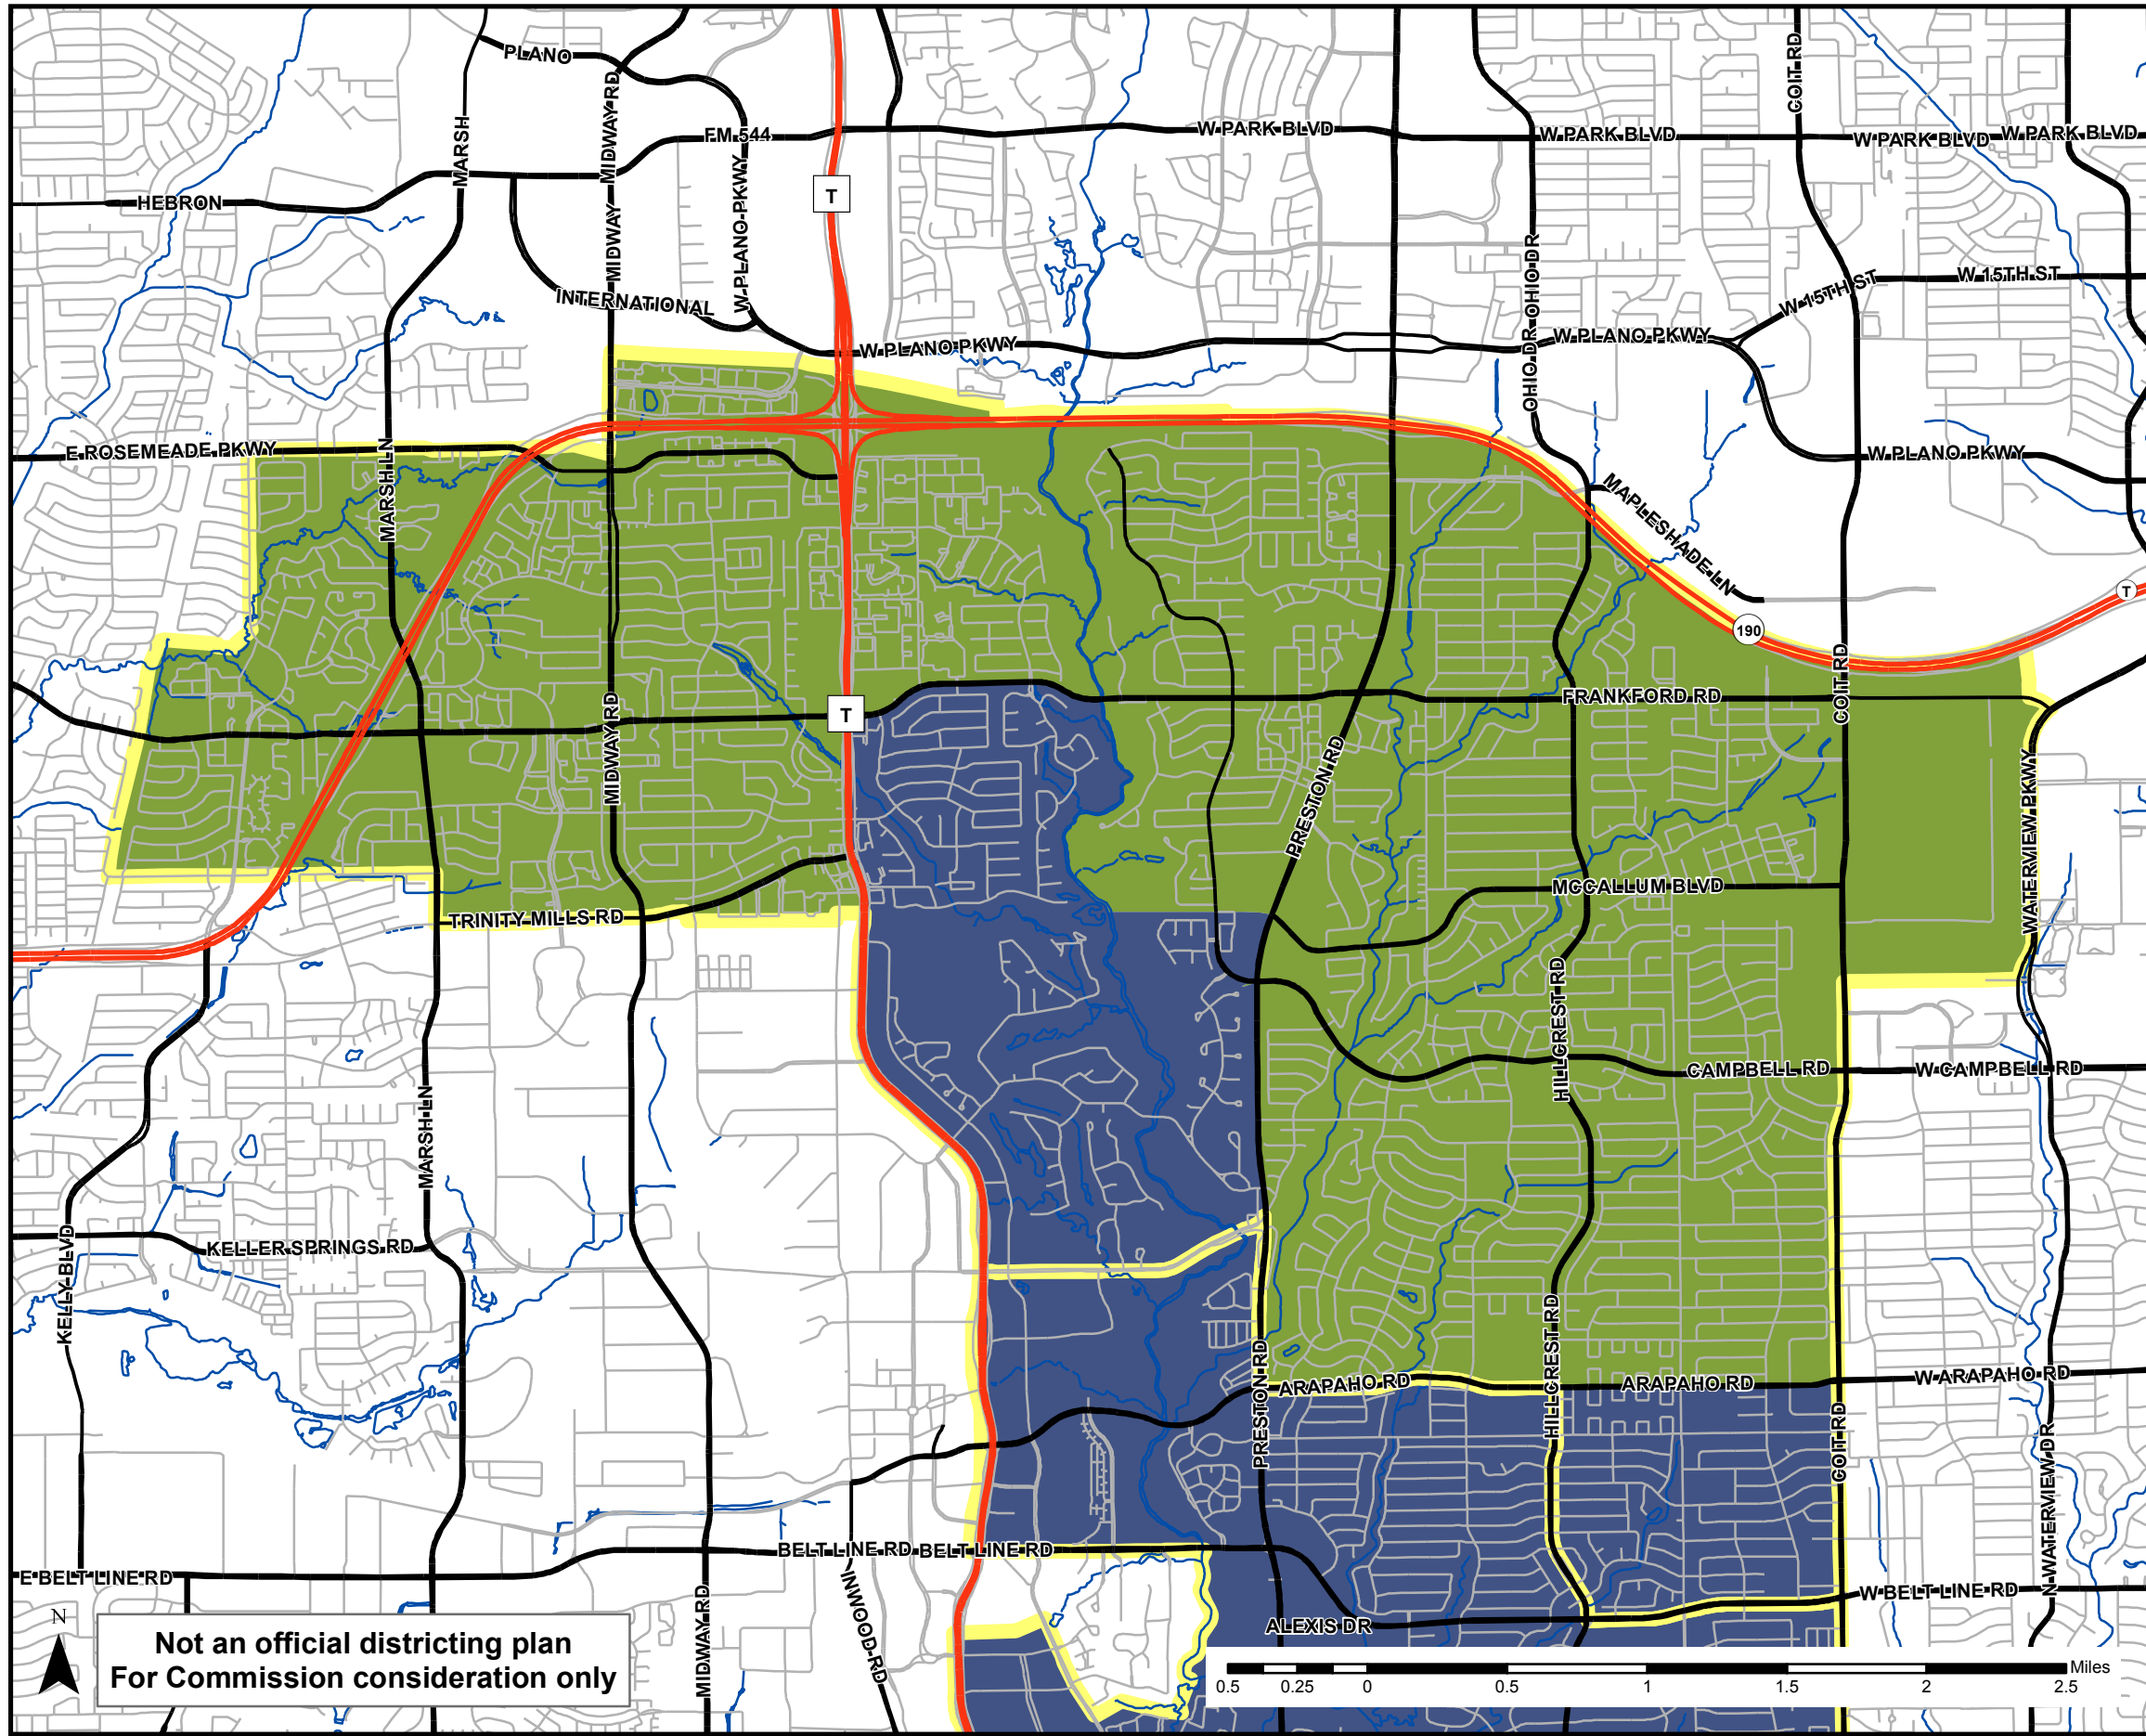 PLANO
MIDWAY RD
COIT RD
MARSH
FM 544
W PARK BLVD
W PARK BLVD
W PARK BLVD
W PARK BLVD
HEBRON
T
W PLANO PKWY
MIDWAY
OHIO DR
OHIO DR
INTERNATIONAL
W 15TH ST
W 15TH ST
W PLANO PKWY
W PLANO PKWY
E ROSEMEADE PKWY
MARSH LN
W PLANO PKWY
MAPLESHADE LN
T
190
COIT RD
MIDWAY RD
T
FRANKFORD RD
PRESTON RD
WATERVIEW PKWY
MCCALLUM BLVD
TRINITY MILLS RD
HILLCREST RD
CAMPBELL RD
W CAMPBELL RD
MARSH LN
KELLY BLVD
KELLER SPRINGS RD
PRESTON RD
HILLCREST RD
ARAPAHO RD
ARAPAHO RD
W ARAPAHO RD
COIT RD
N WATERVIEW DR
BELT LINE RD
BELT LINE RD
E BELT LINE RD
W BELT LINE RD
INWOOD RD
MIDWAY RD
ALEXIS DR
N
Not an official districting plan
For Commission consideration only
Miles
0.5 0.25 0 0.5 1 1.5 2 2.5